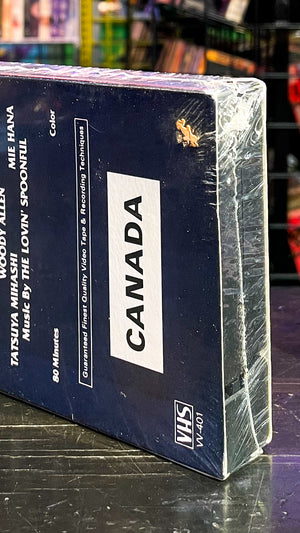 WOODY ALLEN
TATSUYA MIHASHI MIE HANA
Music By THE LOVIN' SPOONFUL
80 Minutes Color
Guaranteed Finest Quality Video Tape & Recording Techniques
CANADA
VHS
VV-401